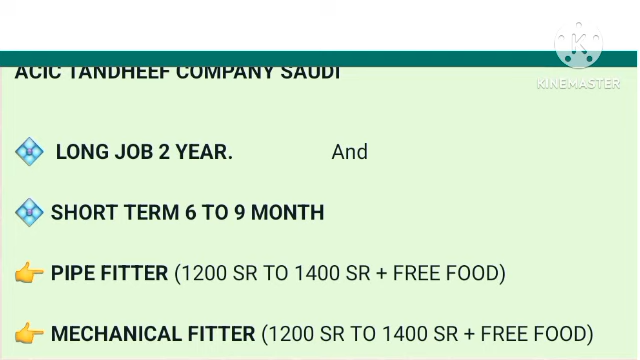 KINEMASTER
ACIC TANDHEEF COMPANY SAUDI
LONG JOB 2 YEAR. And
SHORT TERM 6 TO 9 MONTH
PIPE FITTER (1200 SR TO 1400 SR + FREE FOOD)
MECHANICAL FITTER (1200 SR TO 1400 SR + FREE FOOD)